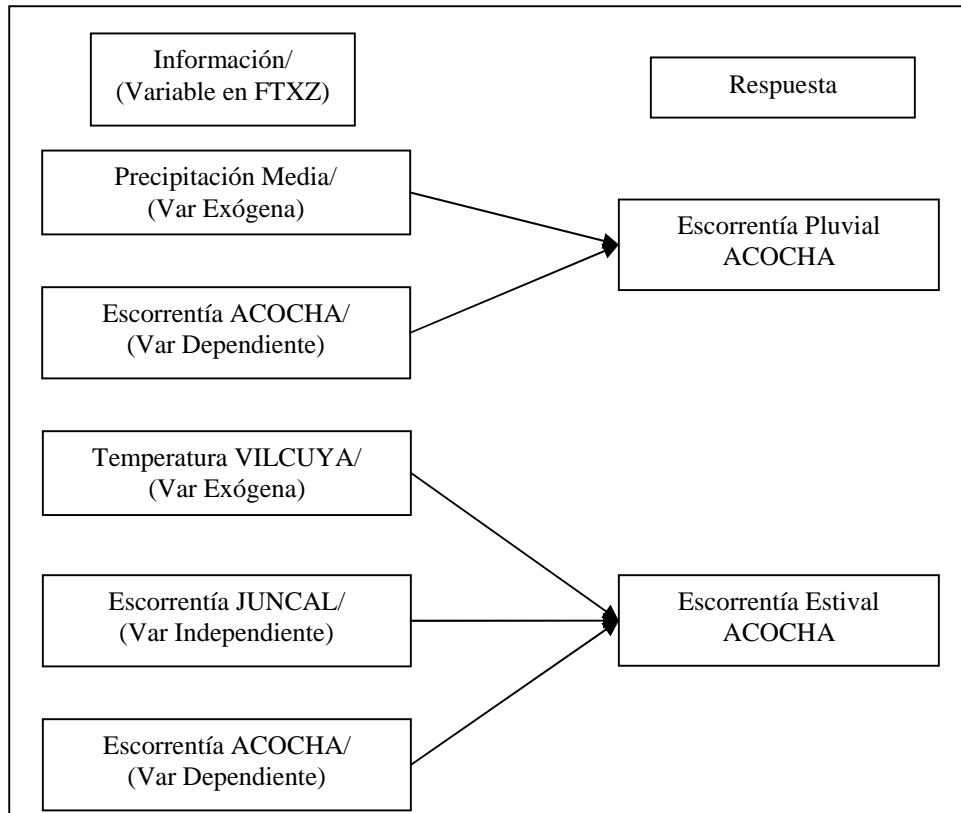 Información/
(Variable en FTXZ)
Respuesta
Precipitación Media/
(Var Exógena)
Escorrentía Pluvial
ACOCHA
Escorrentía ACOCHA/
(Var Dependiente)
Temperatura VILCUYA/
(Var Exógena)
Escorrentía JUNCAL/
(Var Independiente)
Escorrentía Estival
ACOCHA
Escorrentía ACOCHA/
(Var Dependiente)